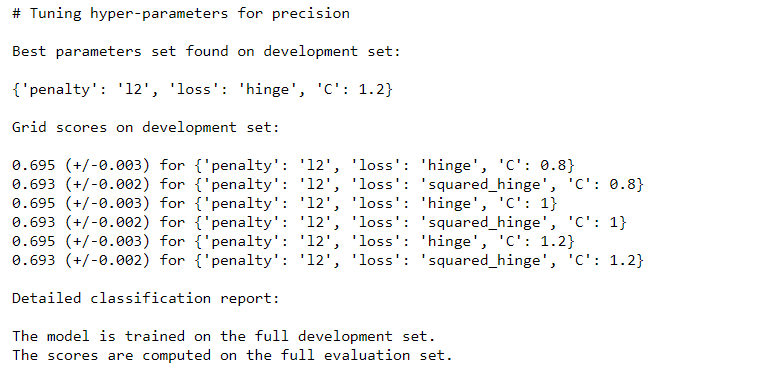 # Tuning hyper-parameters for precision
Best parameters set found on development set:
{'penalty': 'l2', 'loss': 'hinge', 'C': 1.2}
Grid scores on development set:
0.695 (+/-0.003) for {'penalty': 'l2', 'loss': 'hinge', 'C': 0.8}
0.693 (+/-0.002) for {'penalty': 'l2', 'loss': 'squared_hinge', 'C': 0.8}
0.695 (+/-0.003) for {'penalty': 'l2', 'loss': 'hinge', 'C': 1}
0.693 (+/-0.002) for {'penalty': 'l2', 'loss': 'squared_hinge', 'C': 1}
0.695 (+/-0.003) for {'penalty': 'l2', 'loss': 'hinge', 'C': 1.2}
0.693 (+/-0.002) for {'penalty': 'l2', 'loss': 'squared_hinge', 'C': 1.2}
Detailed classification report:
The model is trained on the full development set.
The scores are computed on the full evaluation set.